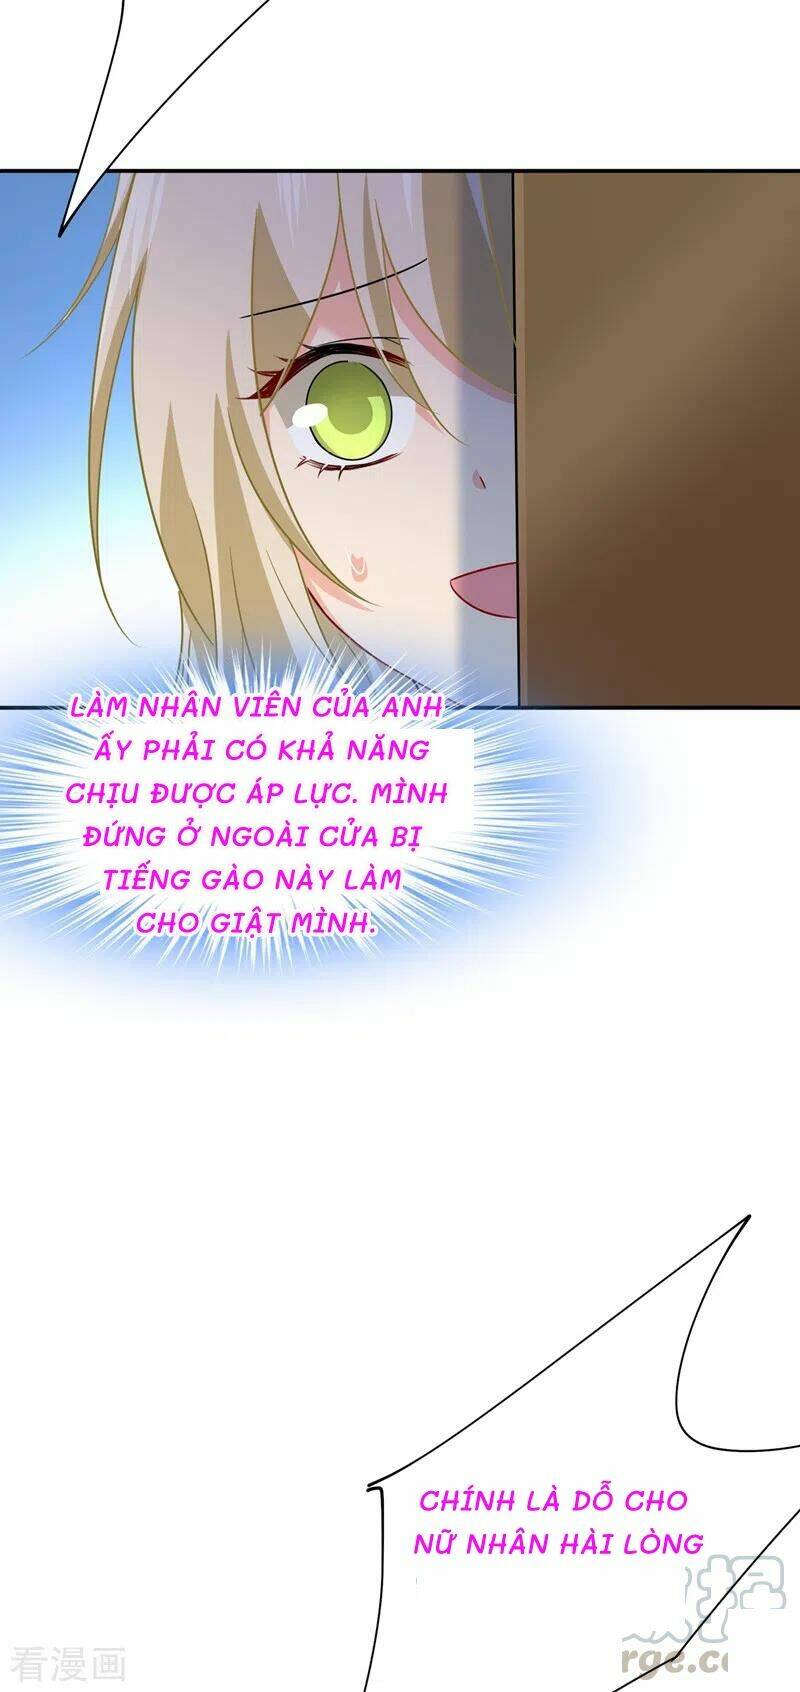 LÀM NHÂN VIÊN CỦA ANH
ẤY PHẢI CÓ KHẢ NĂNG
CHỊU ĐƯỢC ÁP LỰC. MÌNH
ĐỨNG Ở NGOÀI CỬA BỊ
TIẾNG GÀO NÀY LÀM
CHO GIẬT MÌNH.
CHÍNH LÀ DỖ CHO
NỮ NHÂN HÀI LÒNG
看漫画
rge.c